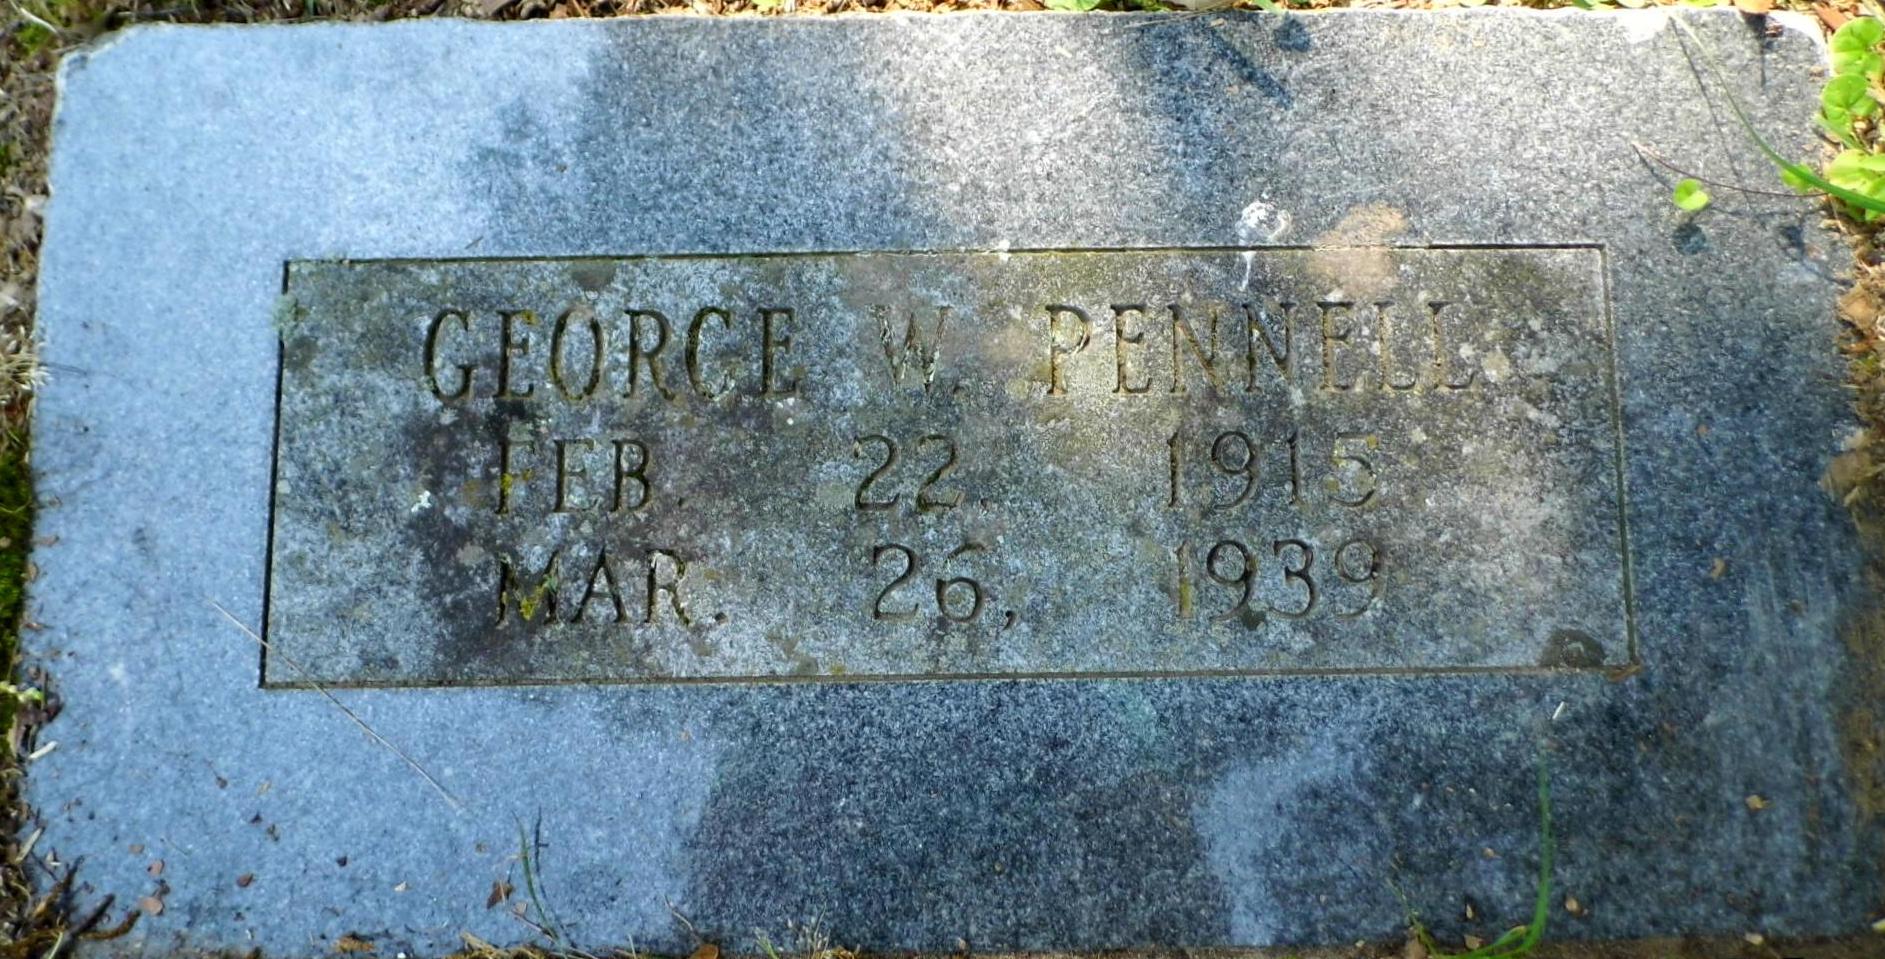 GEORGE W. PENNELL
FEB. 22. 1915
MAR. 26, 1939